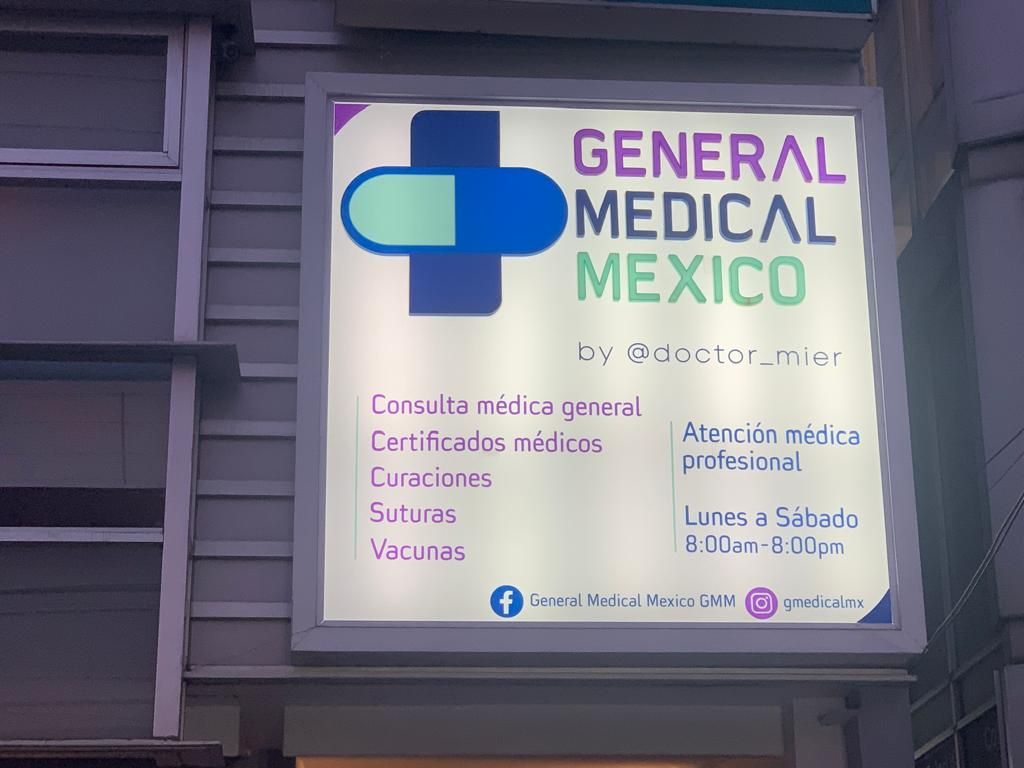 GENERAL
MEDICAL
MEXICO
by @doctor_mier
Consulta médica general
Certificados médicos
Curaciones
Suturas
Vacunas
Atención médica
profesional
Lunes a Sábado
8:00am-8:00pm
General Medical Mexico GMM
gmedicalmx